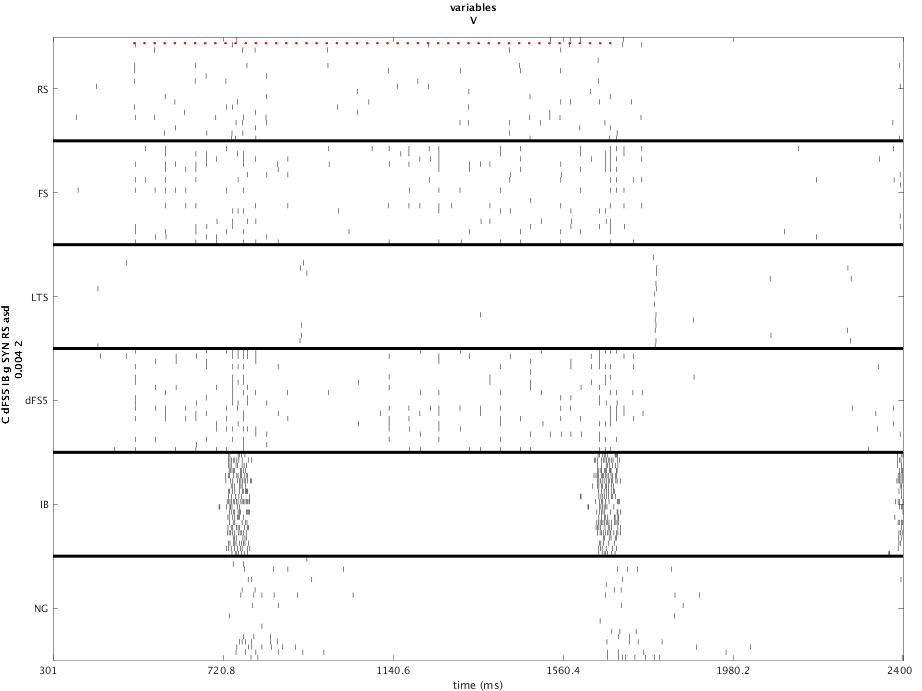 variables
V
RS
FS
LTS
dFS5
IB
NG
C dFS5 IB g SYN RS asd
0.004 2
301
720.8
1140.6
1560.4
1980.2
2400
time (ms)